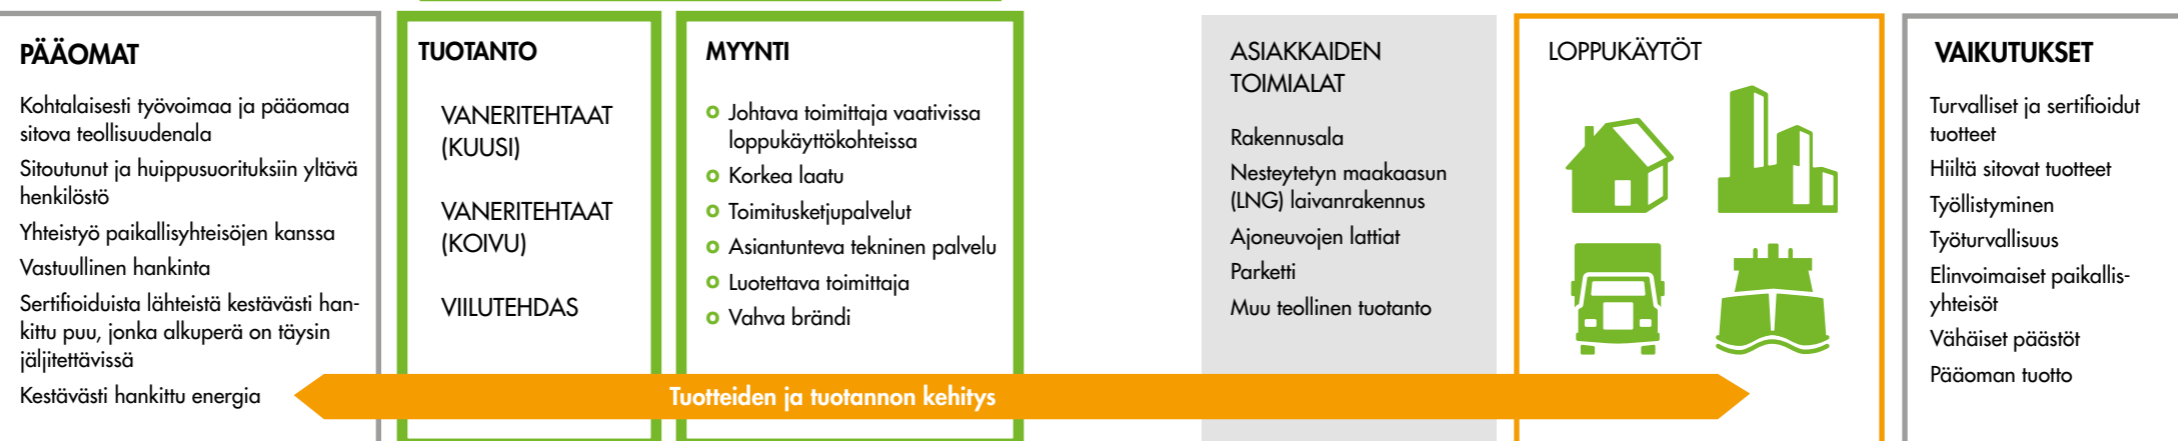 PÄÄOMAT
Kohtalaisesti työvoimaa ja pääomaa
sitova teollisuudenala
Sitoutunut ja huippusuorituksiin yltävä
henkilöstö
Yhteistyö paikallisyhteisöjen kanssa
Vastuullinen hankinta
Sertifioiduista lähteistä kestävästi han-
kittu puu, jonka alkuperä on täysin
jäljitettävissä
Kestävästi hankittu energia
TUOTANTO
VANERITEHTAAT
(KUUSI)
VANERITEHTAAT
(KOIVU)
VIILUTEHDAS
MYYNTI
Johtava toimittaja vaativissa
loppukäyttökohteissa
Korkea laatu
Toimitusketjupalvelut
Asiantunteva tekninen palvelu
Luotettava toimittaja
Vahva brändi
Tuotteiden ja tuotannon kehitys
ASIAKKAIDEN
TOIMIALAT
Rakennusala
Nesteytetyn maakaasun
(LNG) laivanrakennus
Ajoneuvojen lattiat
Parketti
Muu teollinen tuotanto
LOPPUKÄYTÖT
VAIKUTUKSET
Turvalliset ja sertifioidut
tuotteet
Hiiltä sitovat tuotteet
Työllistyminen
Työturvallisuus
Elinvoimaiset paikallis-
yhteisöt
Vähäiset päästöt
Pääoman tuotto